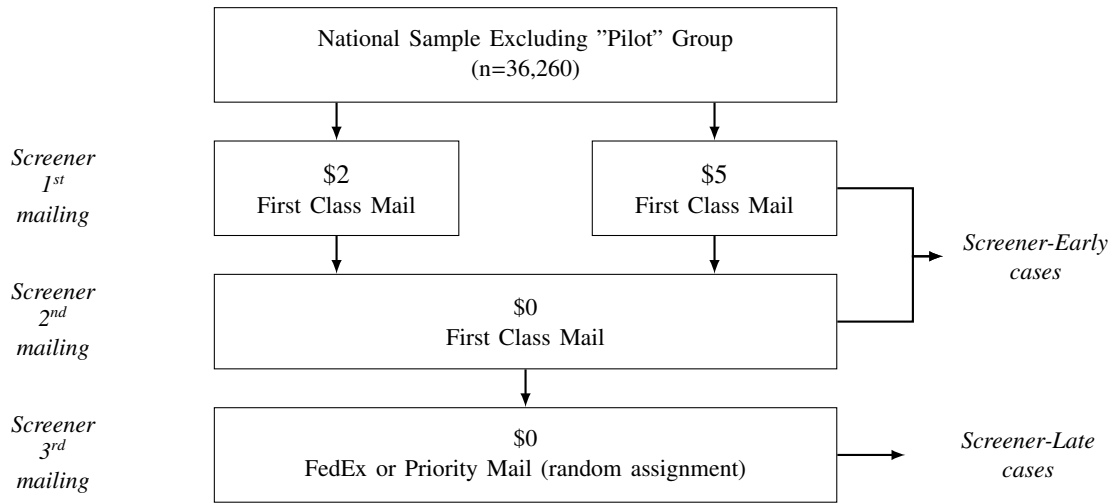 National Sample Excluding ”Pilot” Group
(n=36,260)
Screener
1st
mailing
$2
First Class Mail
$5
First Class Mail
Screener-Early
cases
Screener
2nd
mailing
$0
First Class Mail
Screener
3rd
mailing
$0
FedEx or Priority Mail (random assignment)
Screener-Late
cases